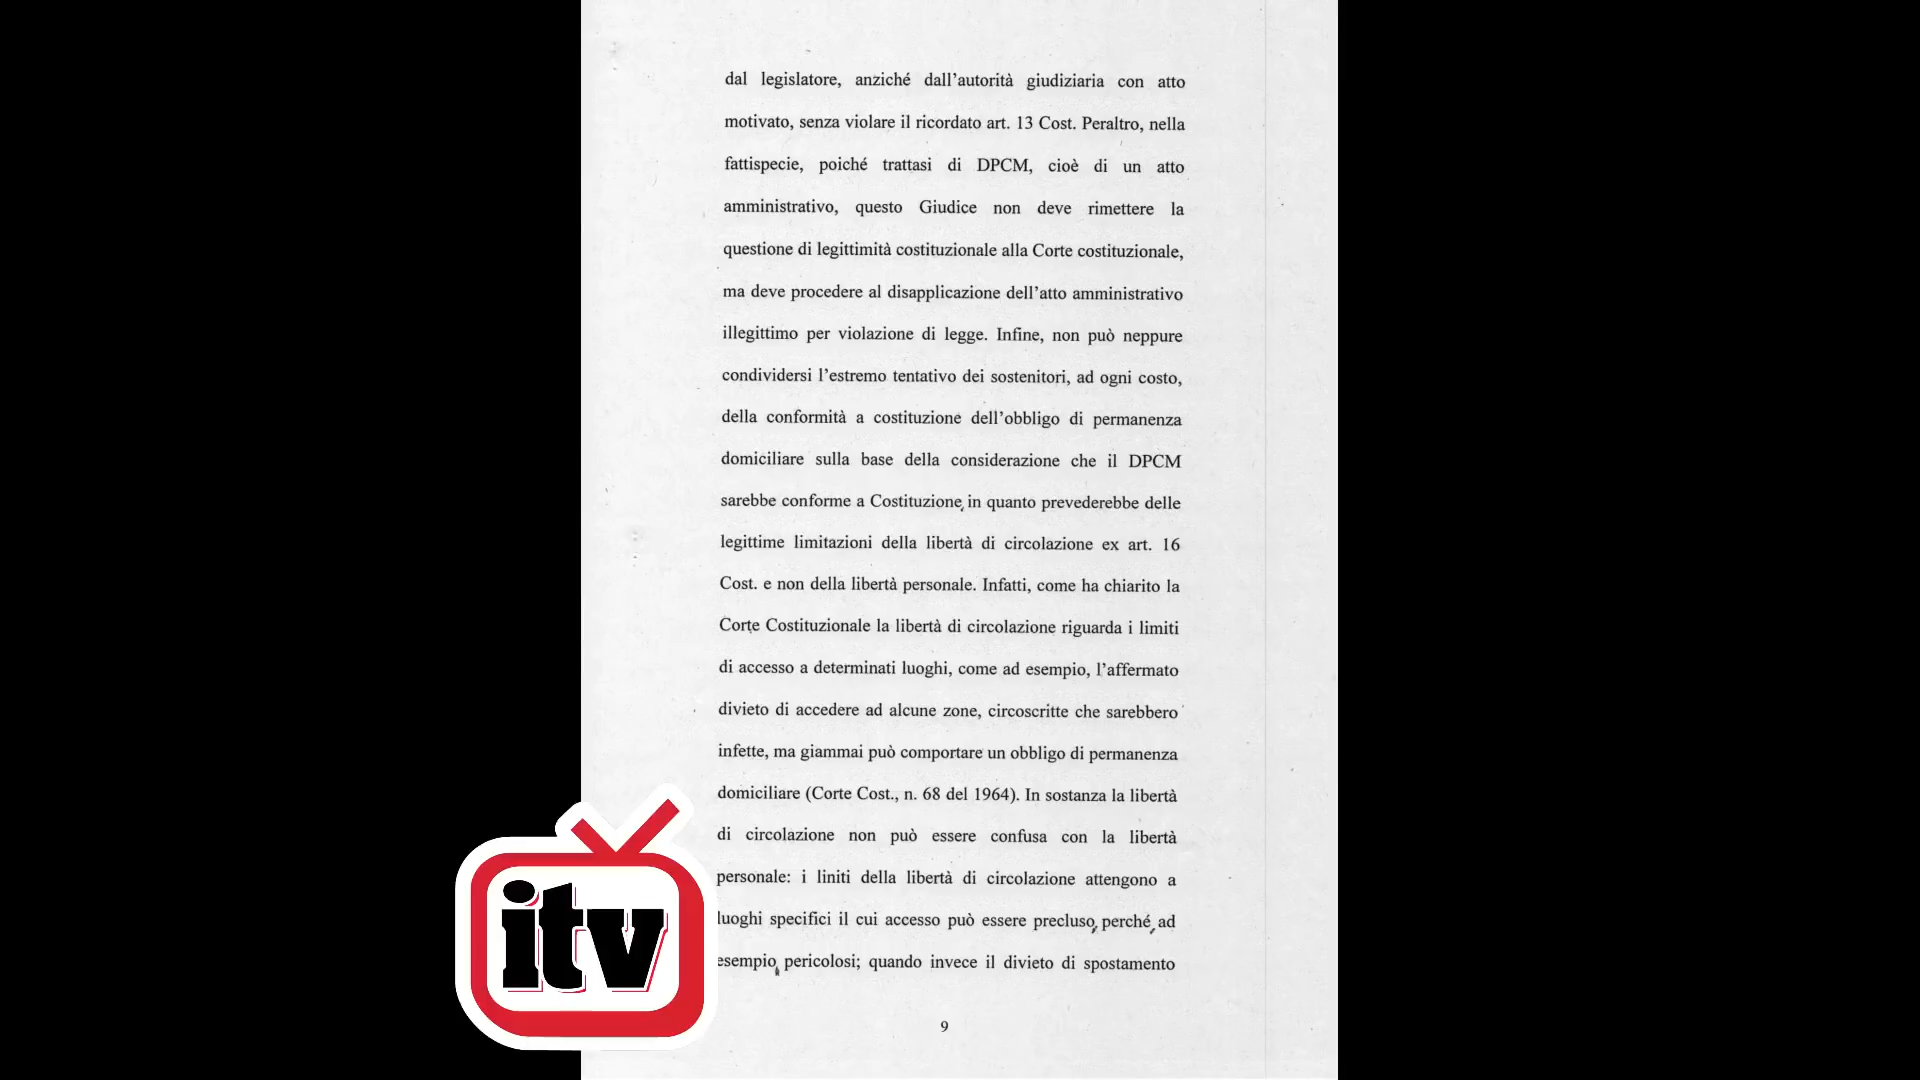 dal legislatore, anziché dall'autorità giudiziaria con atto
motivato, senza violare il ricordato art. 13 Cost. Peraltro, nella
fattispecie, poiché trattasi di DPCM, cioè di un atto
amministrativo, questo Giudice non deve rimettere la
questione di legittimità costituzionale alla Corte costituzionale,
ma deve procedere al disapplicazione dell'atto amministrativo
illegittimo per violazione di legge. Infine, non può neppure
condividersi l'estremo tentativo dei sostenitori, ad ogni costo,
della conformità a costituzione dell'obbligo di permanenza
domiciliare sulla base della considerazione che il DPCM
sarebbe conforme a Costituzione, in quanto prevederebbe delle
legittime limitazioni della libertà di circolazione ex art. 16
Cost. e non della libertà personale. Infatti, come ha chiarito la
Corte Costituzionale la libertà di circolazione riguarda i limiti
di accesso a determinati luoghi, come ad esempio, l'affermato
divieto di accedere ad alcune zone, circoscritte che sarebbero
infette, ma giammai può comportare un obbligo di permanenza
domiciliare (Corte Cost., n. 68 del 1964). In sostanza la libertà
di circolazione non può essere confusa con la libertà
personale: i liniti della libertà di circolazione attengono a
luoghi specifici il cui accesso può essere precluso, perché, ad
esempio, pericolosi; quando invece il divieto di spostamento
9
itv